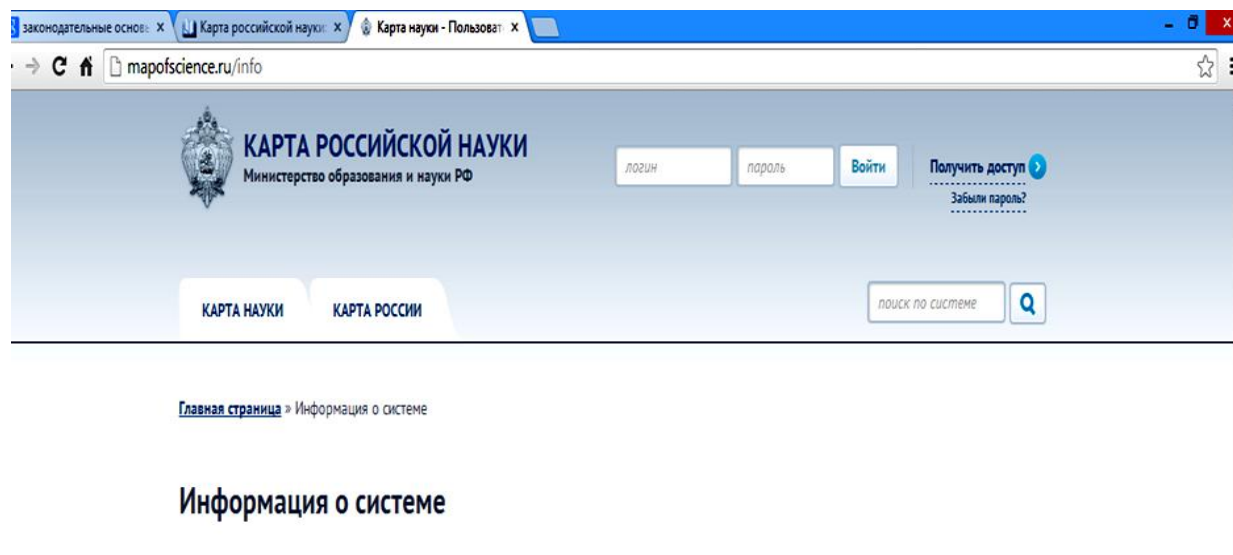 законодательные основ
Карта российской науки:
Карта науки - Пользоват
mapofscience.ru/info
КАРТА РОССИЙСКОЙ НАУКИ
Министерство образования и науки РФ
логин
пароль
Войти
Получить доступ
Забыли пароль?
КАРТА НАУКИ
КАРТА РОССИИ
поиск по системе
Главная страница » Информация о системе
Информация о системе